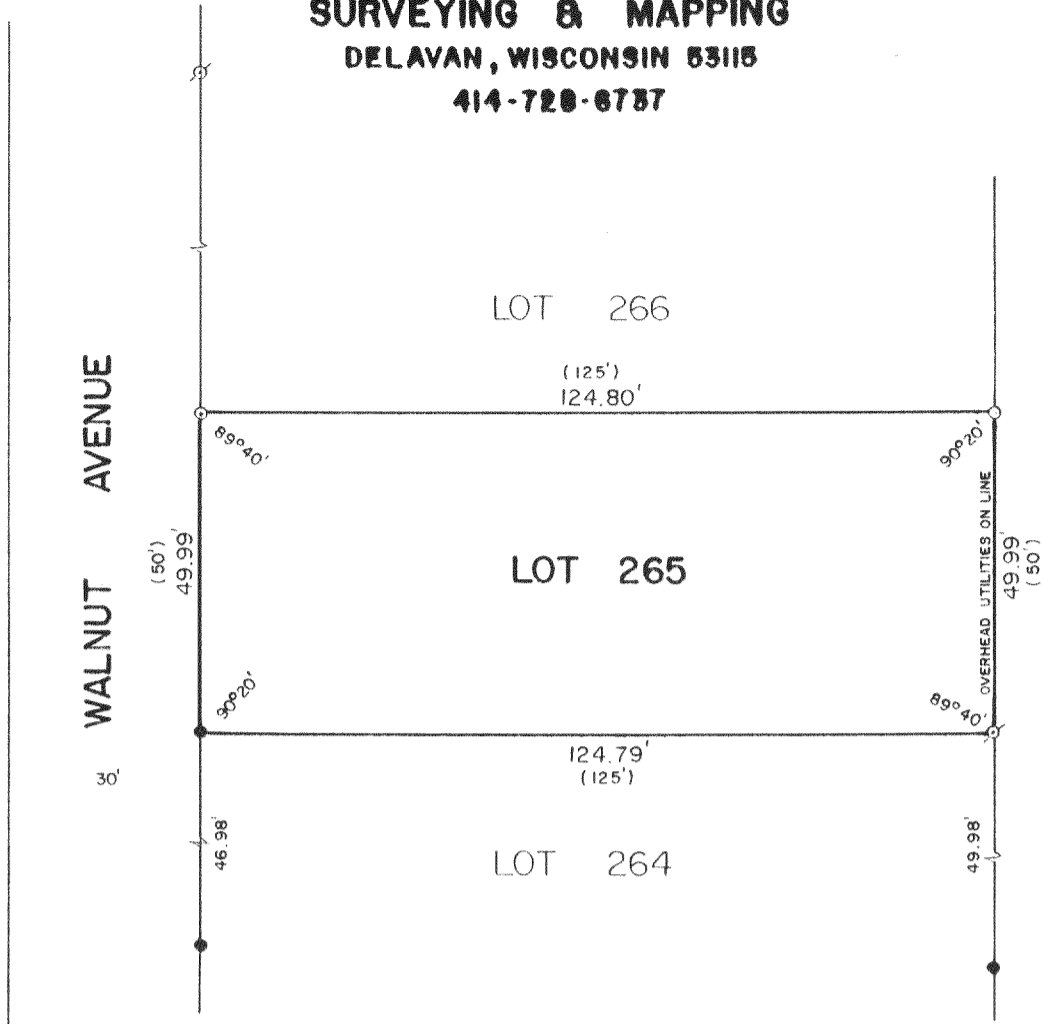 SURVEYING & MAPPING
DELAVAN, WISCONSIN 53115
414-728-6737
LOT 266
(125')
124.80'
89°40'
90°20'
WALNUT AVENUE
(50')
49.99'
LOT 265
OVERHEAD UTILITIES ON LINE
49.99'
(50')
90°20'
89°40'
124.79'
(125')
30'
46.98'
LOT 264
49.98'